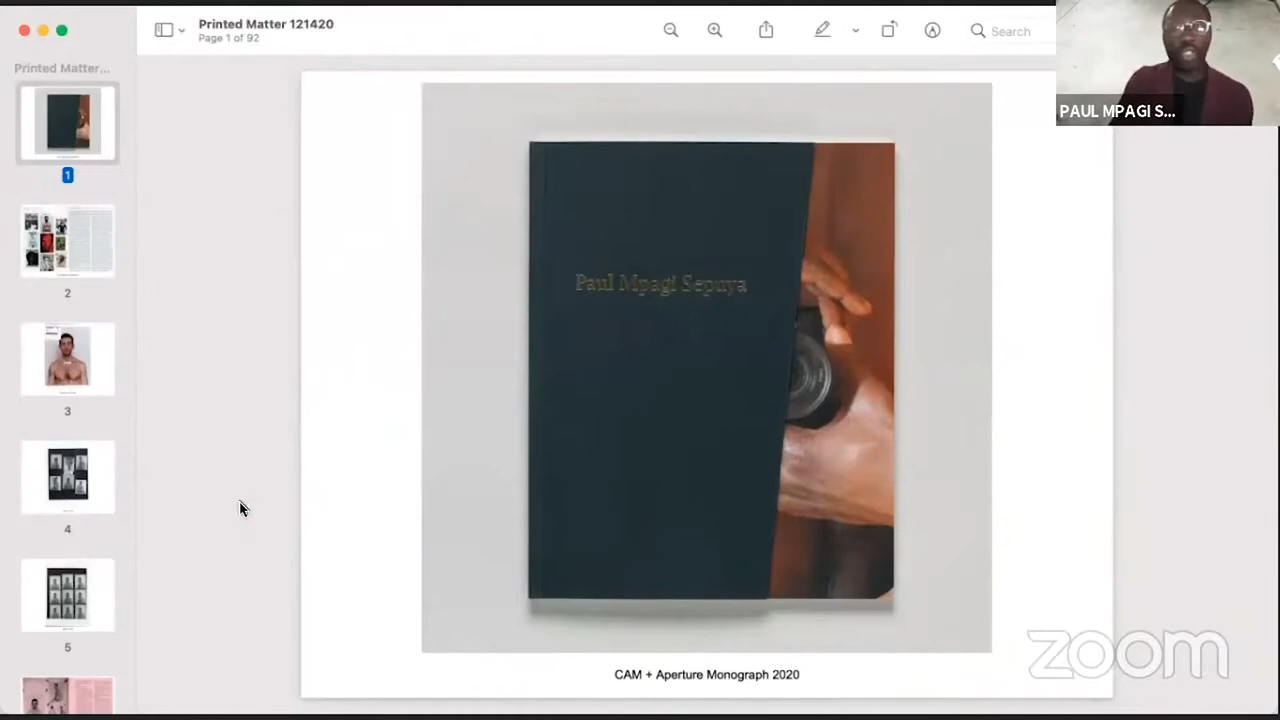 Printed Matter 121420
Page 1 of 92
Search
PAUL MPAGI S...
Printed Matter...
1
2
3
4
5
Paul Mpagi Sepuya
CAM + Aperture Monograph 2020
zoom